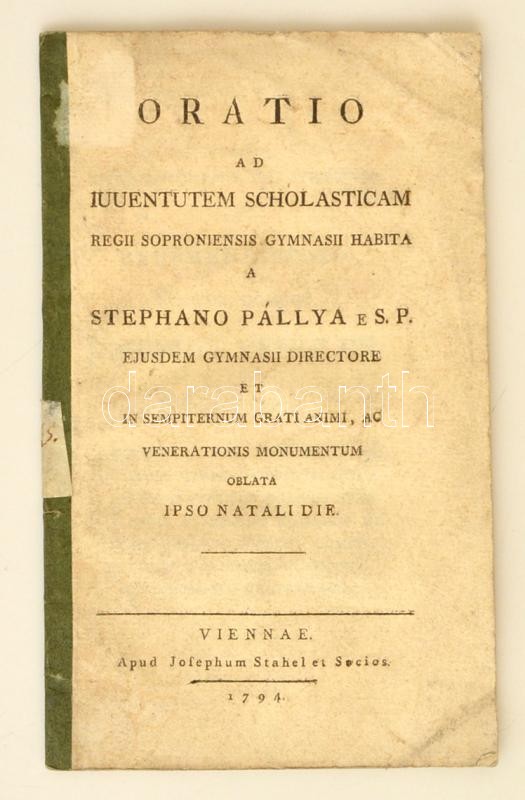 ORATIO
AD
IUUENTUTEM SCHOLASTICAM
REGII SOPRONIENSIS GYMNASII HABITA
A
STEPHANO PÁLLYA E S. P.
EJUSDEM GYMNASII DIRECTORE
ET
darabanth
IN SEMPITERNUM GRATI ANIMI, AC
VENERATIONIS MONUMENTUM
OBLATA
IPSO NATALI DIE.
VIENNAE.
Apud Joſephum Stahel et Socios.
1794.